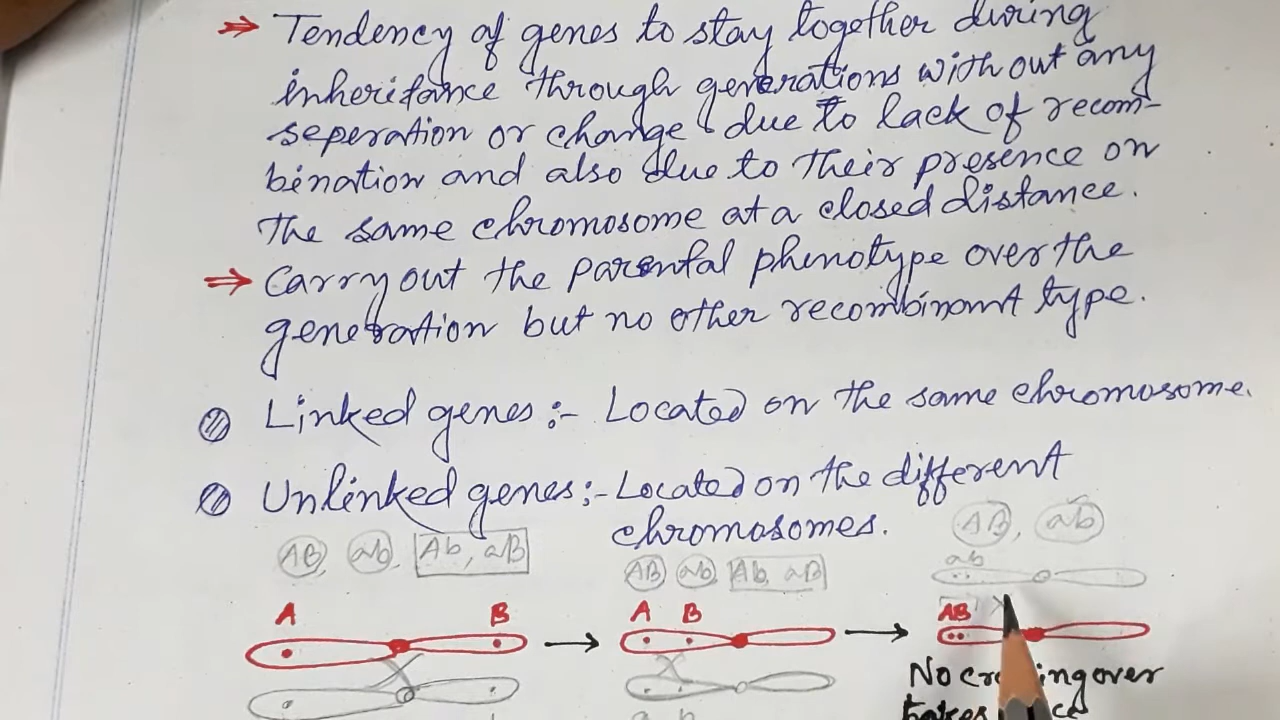 ⇒ Tendency of genes to stay together during
inheritance through generations without any
seperation or change due to lack of recom-
bination and also due to their presence on
the same chromosome at a closed distance.
⇒ Carry out the parental phenotype over the
generation but no other recombinant type.
Linked genes:- Located on the same chromosome.
Unlinked genes:- Located on the different
chromosomes.
AB, ab, Ab, aB
AB ab, Ab, aB
AB, ab
ab
A B
A B
AB
No crossing over
takes
a b